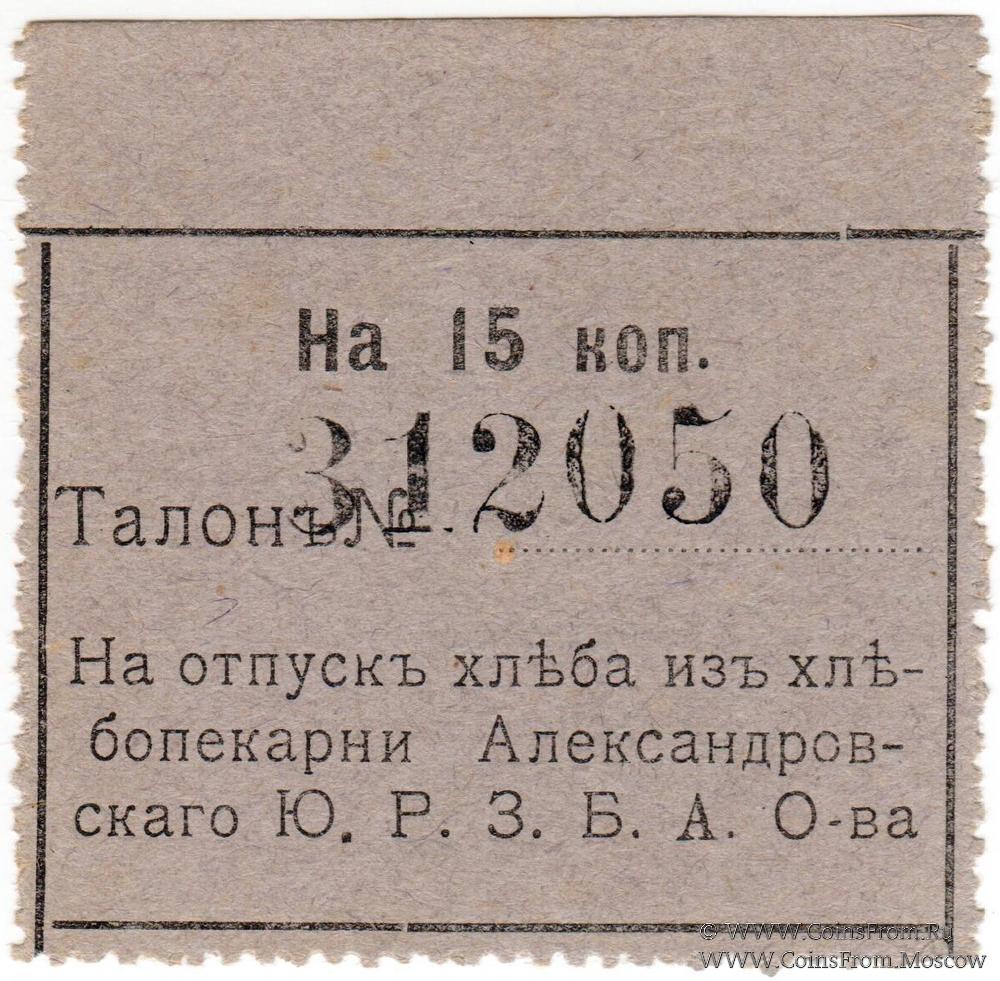 На 15 коп.
312050
Талонъ №
На отпускъ хлѣба изъ хлѣ-
бопекарни Александров-
скаго Ю. Р. З. Б. А. О-ва
© www.CoinsFrom.Ru
www.CoinsFrom.Moscow